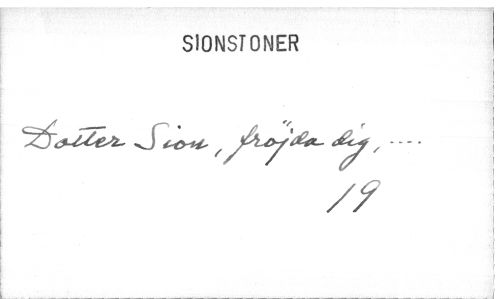 SIONSTONER
Dotter Sion, fröjda dig, ....
19